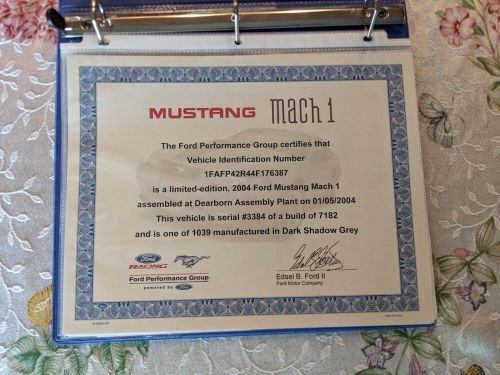 MUSTANG mach 1
The Ford Performance Group certifies that
Vehicle Identification Number
1FAFP42R44F176387
is a limited-edition, 2004 Ford Mustang Mach 1
assembled at Dearborn Assembly Plant on 01/05/2004
This vehicle is serial #3384 of a build of 7182
and is one of 1039 manufactured in Dark Shadow Grey
Ford
RACING
Ford Performance Group
powered by Ford
Edsel B. Ford II
Ford Motor Company